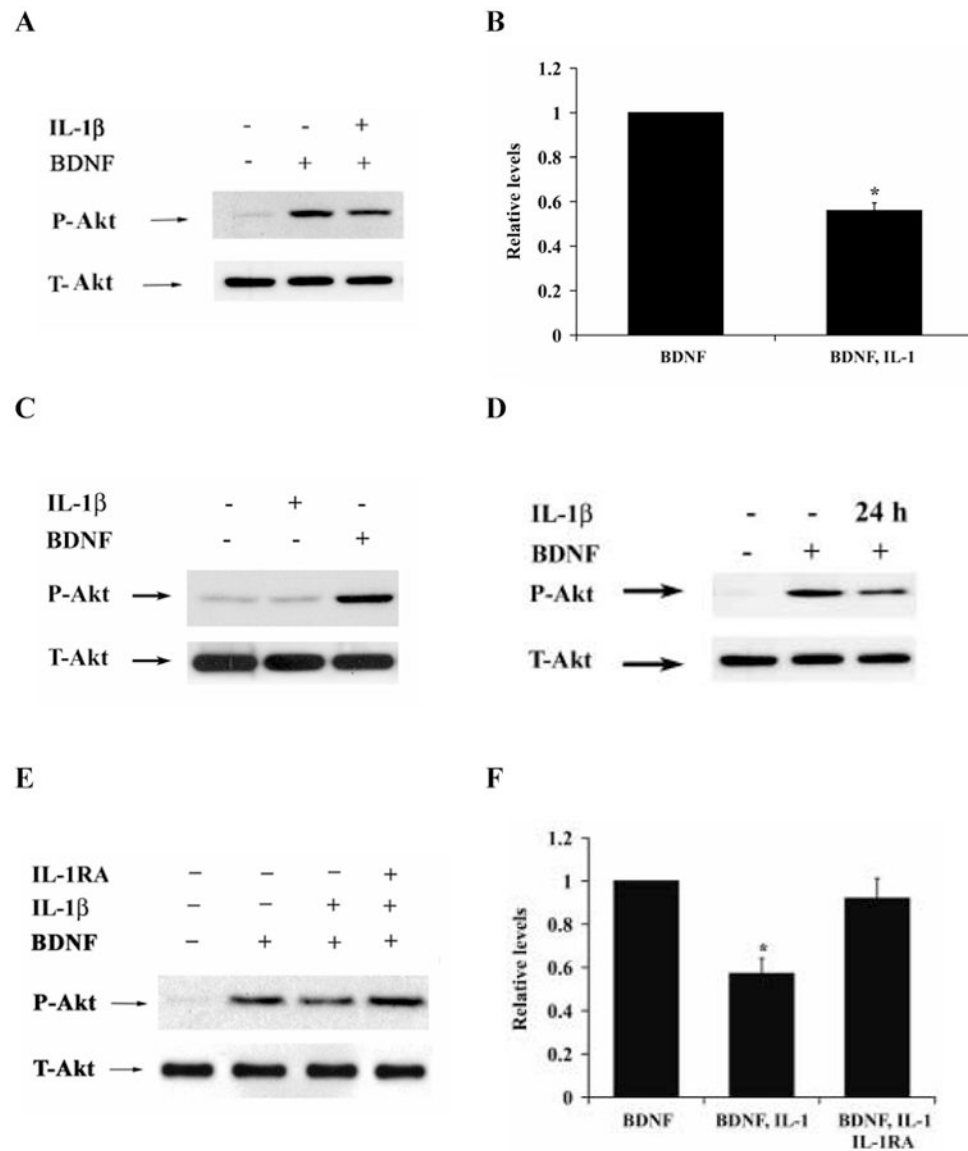 A
IL-1β - - +
BDNF - + +
P-Akt
T-Akt
B
1.2
1
0.8
0.6
0.4
0.2
0
Relative levels
*
BDNF BDNF, IL-1
C
IL-1β - + -
BDNF - - +
P-Akt
T-Akt
D
IL-1β - - 24 h
BDNF - + +
P-Akt
T-Akt
E
IL-1RA - - - +
IL-1β - - + +
BDNF - + + +
P-Akt
T-Akt
F
1.2
1
0.8
0.6
0.4
0.2
0
Relative levels
*
BDNF BDNF, IL-1 BDNF, IL-1
IL-1RA